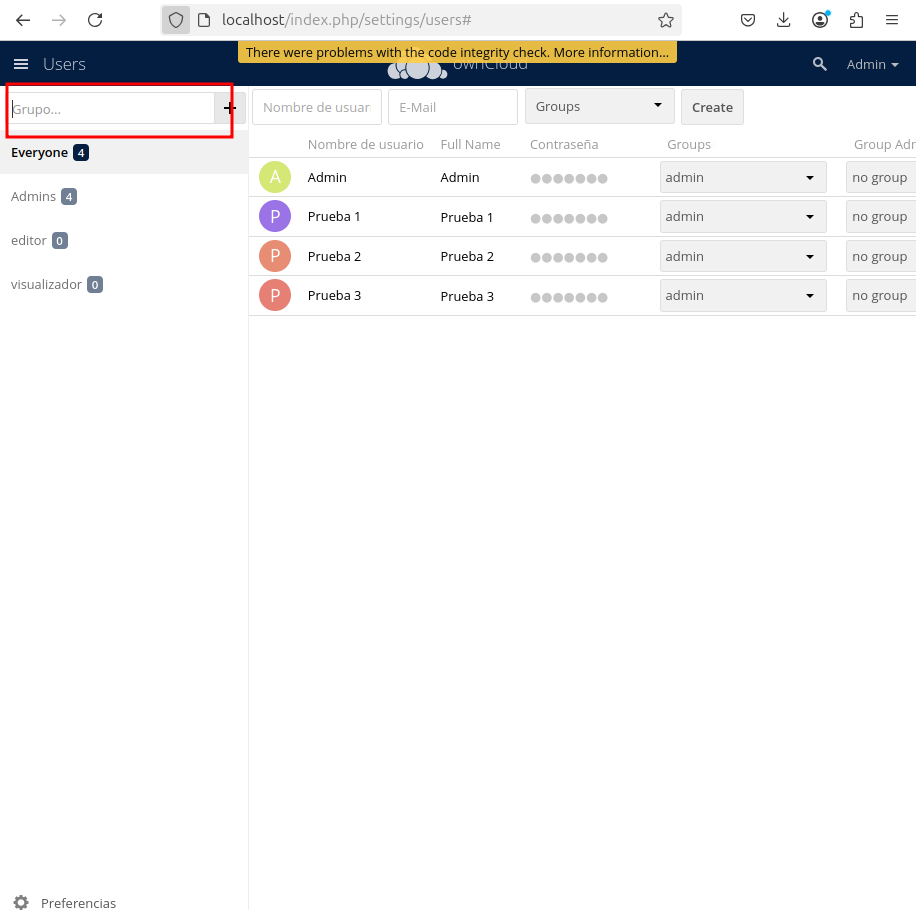 localhost/index.php/settings/users#
There were problems with the code integrity check. More information...
Users
ownCloud
Admin
Grupo...
+
Nombre de usuar
E-Mail
Groups
Create
Everyone 4
Admins 4
editor 0
visualizador 0
Nombre de usuario Full Name Contraseña Groups Group Adr
A Admin Admin admin no group
P Prueba 1 Prueba 1 admin no group
P Prueba 2 Prueba 2 admin no group
P Prueba 3 Prueba 3 admin no group
Preferencias